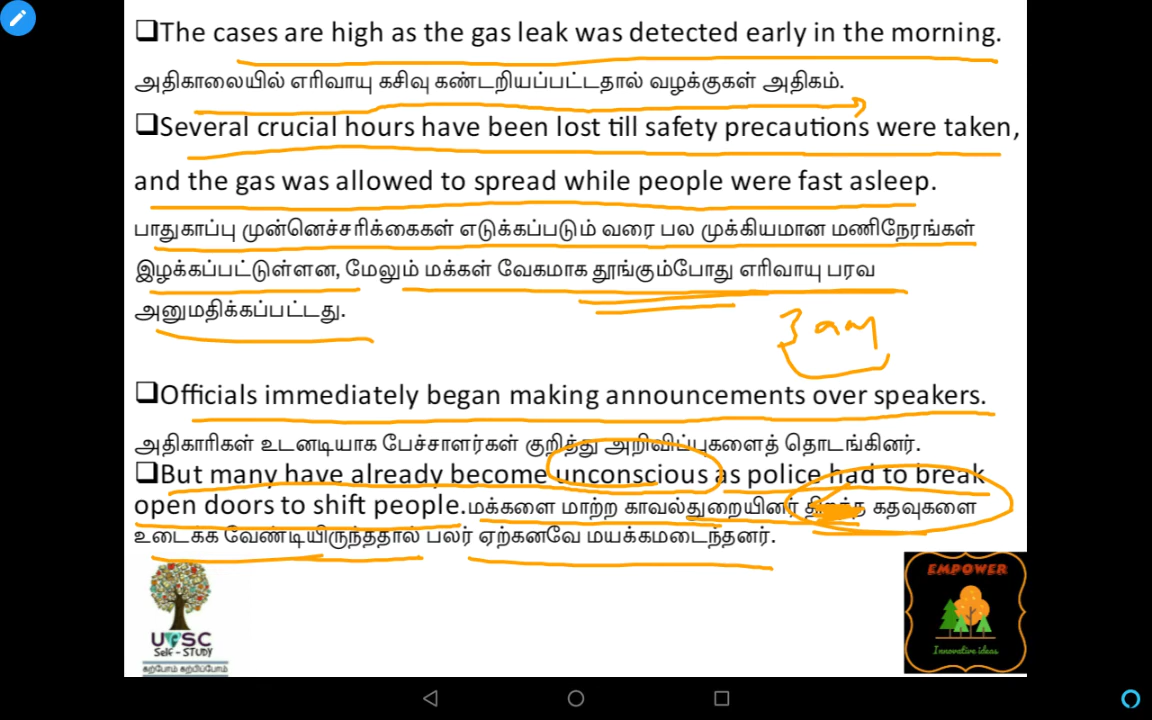 ❑The cases are high as the gas leak was detected early in the morning.
அதிகாலையில் எரிவாயு கசிவு கண்டறியப்பட்டதால் வழக்குகள் அதிகம்.
❑Several crucial hours have been lost till safety precautions were taken,
and the gas was allowed to spread while people were fast asleep.
பாதுகாப்பு முன்னெச்சரிக்கைகள் எடுக்கப்படும் வரை பல முக்கியமான மணிநேரங்கள்
இழக்கப்பட்டுள்ளன, மேலும் மக்கள் வேகமாக தூங்கும்போது எரிவாயு பரவ
அனுமதிக்கப்பட்டது.
3
❑Officials immediately began making announcements over speakers.
அதிகாரிகள் உடனடியாக பேச்சாளர்கள் குறித்து அறிவிப்புகளைத் தொடங்கினர்.
❑But many have already become unconscious as police had to break
open doors to shift people.மக்களை மாற்ற காவல்துறையினர் கதவுகளை
உடைக்க வேண்டியிருந்ததால் பலர் ஏற்கனவே மயக்கமடைந்தனர்.
UPSC
Self - STUDY
கற்போம் கற்பிப்போம்
EMPOWER
Innovative ideas